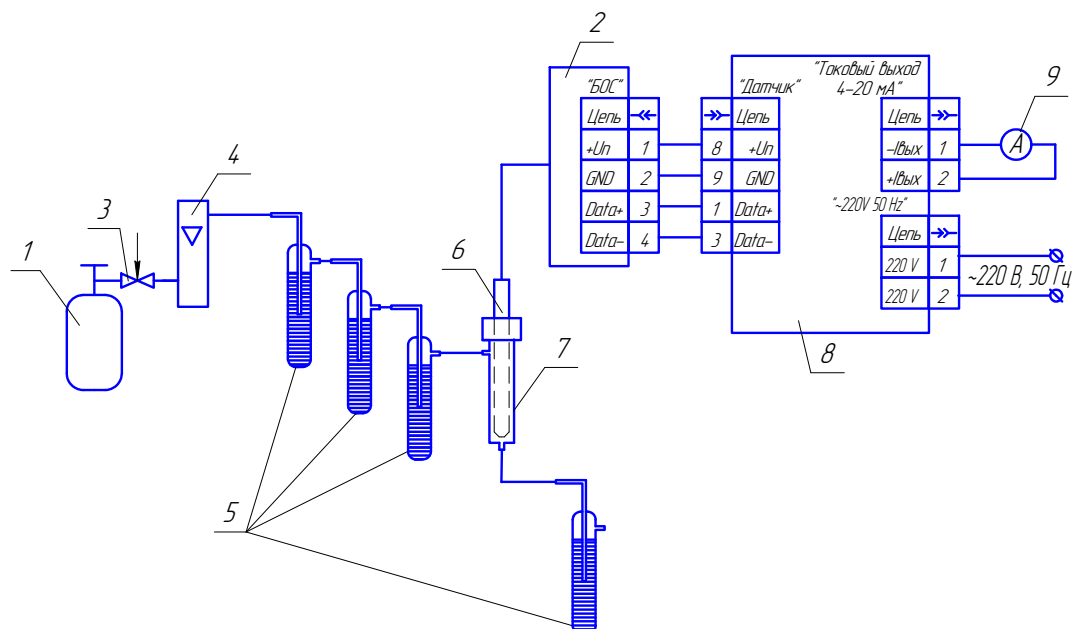 2
"БОС"
Цепь
+Uп 1
GND 2
Data+ 3
Data- 4
"Датчик"
Цепь
8 +Uп
9 GND
1 Data+
3 Data-
"Токовый выход
4-20 мА"
Цепь
-Iвых 1
+Iвых 2
"~220V 50 Hz"
Цепь
220 V 1
220 V 2
A
9
~220 В, 50 Гц
8
1
3
4
5
6
7